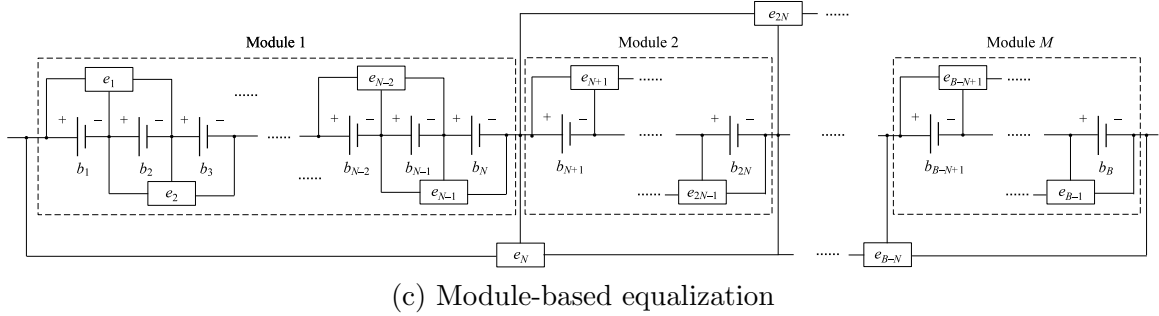 e2N ......
Module 1 Module 2 Module M
e1 eN–2 eN+1 ...... eB–N+1 ......
......
+ – + – + – ...... + – + – + – + – ...... + – ...... + – ...... + –
b1 b2 b3 bN–2 bN–1 bN bN+1 b2N bB–N+1 bB
......
e2 eN–1 ...... e2N–1 ...... eB–1
eN ...... eB–N
(c) Module-based equalization